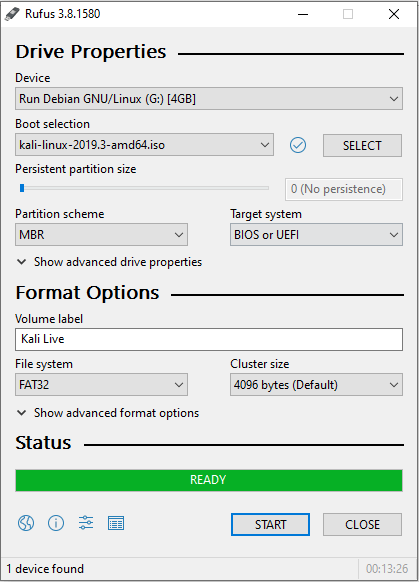 Rufus 3.8.1580
Drive Properties
Device
Run Debian GNU/Linux (G:) [4GB]
Boot selection
kali-linux-2019.3-amd64.iso
SELECT
Persistent partition size
0 (No persistence)
Partition scheme
Target system
MBR
BIOS or UEFI
Show advanced drive properties
Format Options
Volume label
Kali Live
File system
Cluster size
FAT32
4096 bytes (Default)
Show advanced format options
Status
READY
START
CLOSE
1 device found
00:13:26